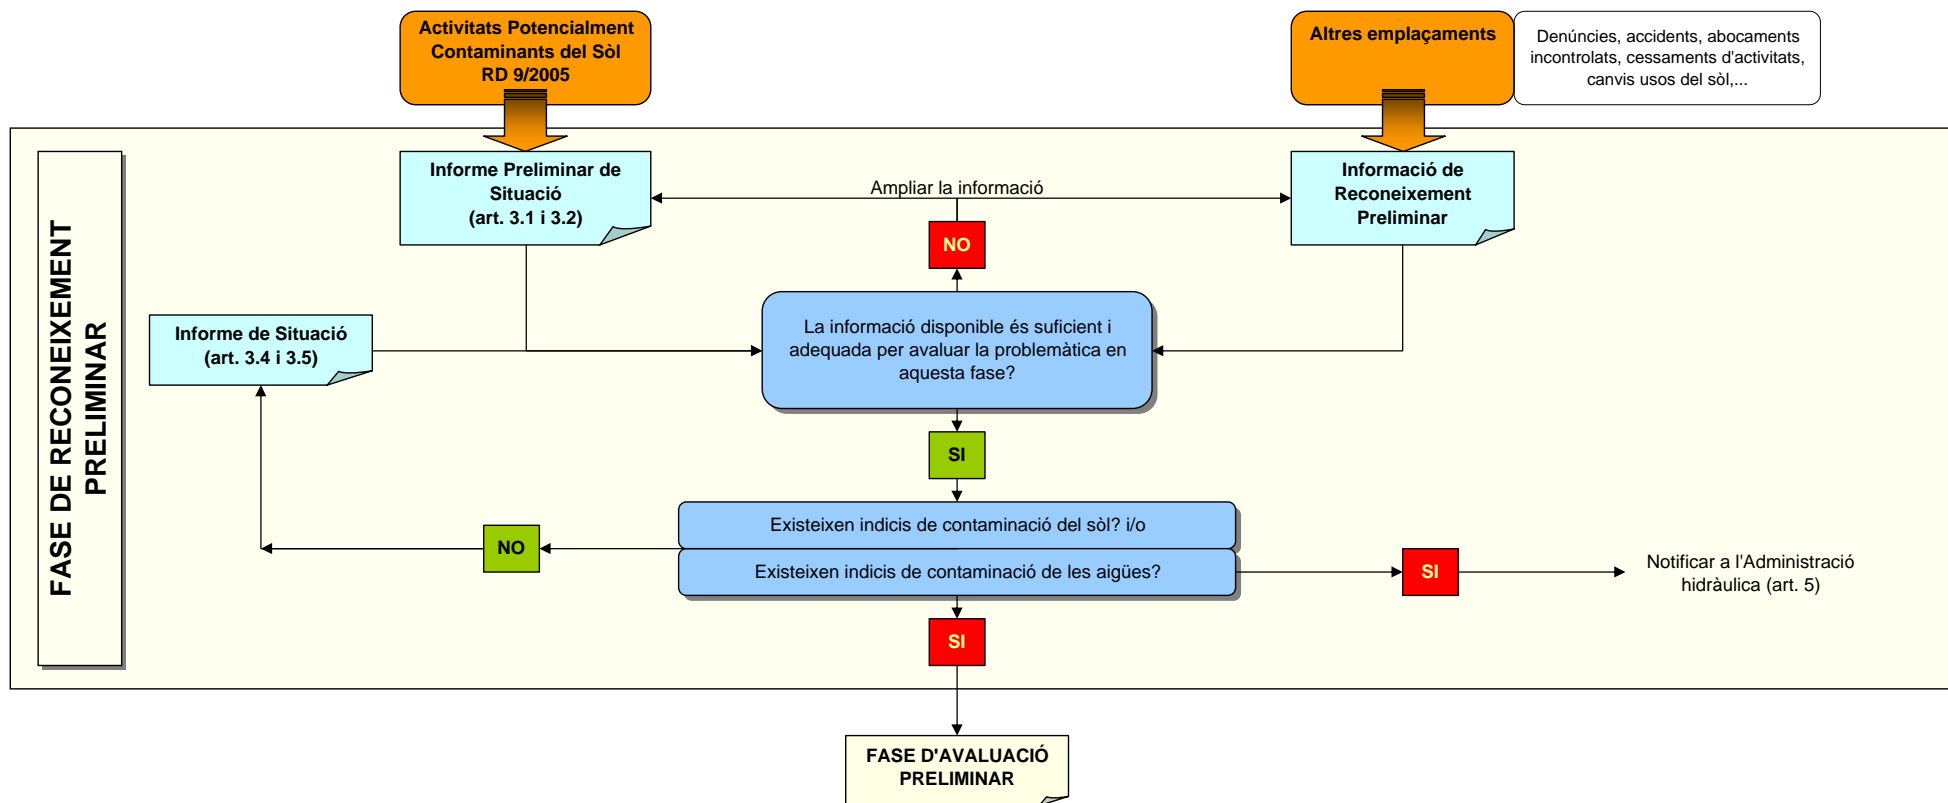 Activitats Potencialment
Contaminants del Sòl
RD 9/2005
Altres emplaçaments
Denúncies, accidents, abocaments
incontrolats, cessaments d'activitats,
canvis usos del sòl,...
FASE DE RECONEIXEMENT
PRELIMINAR
Informe Preliminar de
Situació
(art. 3.1 i 3.2)
Ampliar la informació
Informació de
Reconeixement
Preliminar
NO
Informe de Situació
(art. 3.4 i 3.5)
La informació disponible és suficient i
adequada per avaluar la problemàtica en
aquesta fase?
SI
Existeixen indicis de contaminació del sòl? i/o
NO
Existeixen indicis de contaminació de les aigües?
SI
Notificar a l'Administració
hidràulica (art. 5)
SI
FASE D'AVALUACIÓ
PRELIMINAR